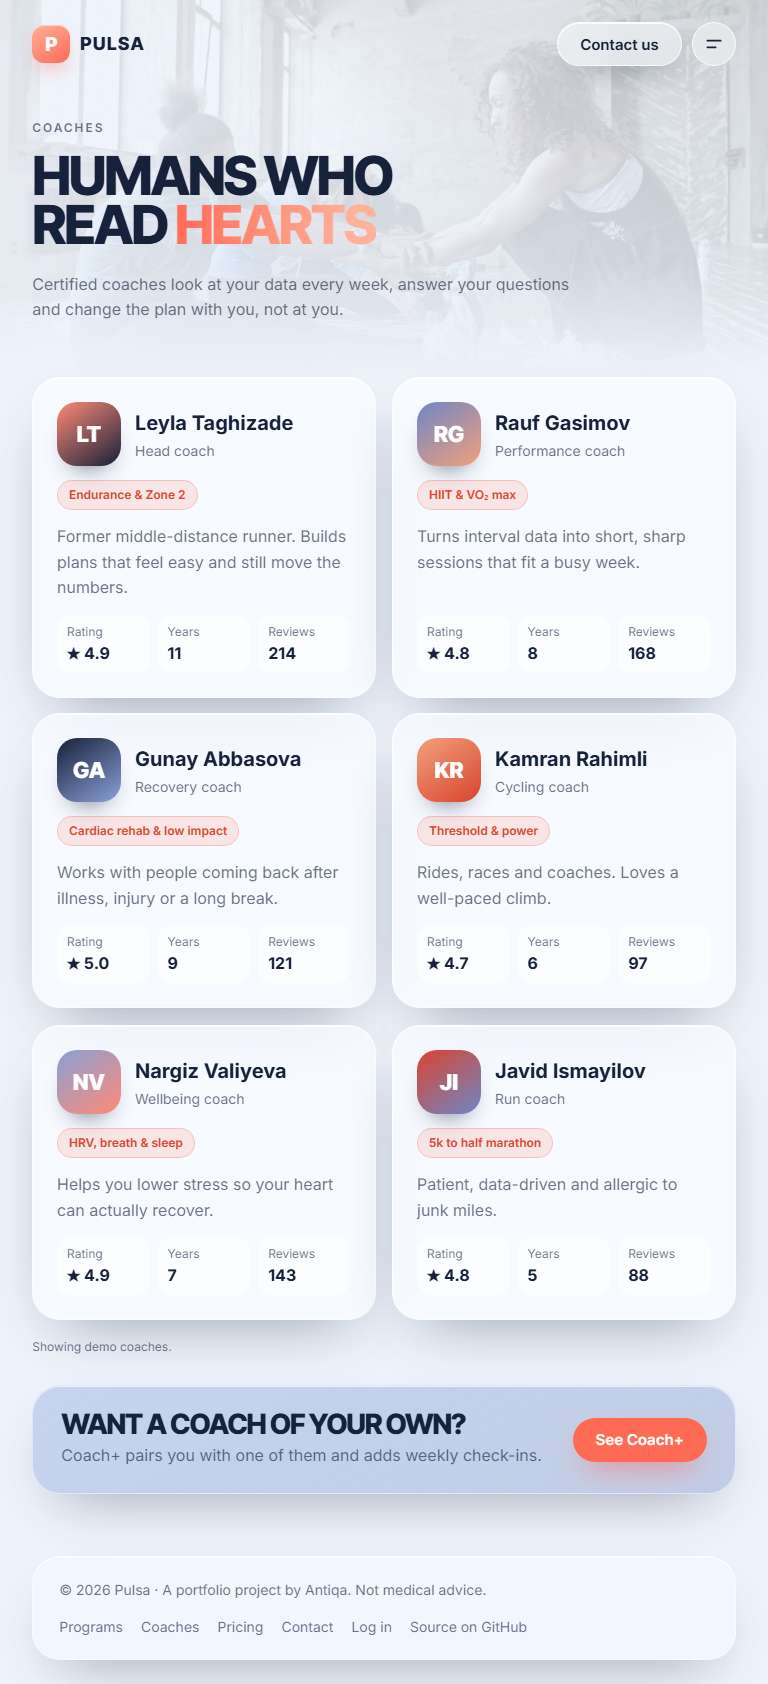 P PULSA
Contact us
COACHES
HUMANS WHO
READ HEARTS
Certified coaches look at your data every week, answer your questions
and change the plan with you, not at you.
LT
Leyla Taghizade
Head coach
Endurance & Zone 2
Former middle-distance runner. Builds
plans that feel easy and still move the
numbers.
Rating Years Reviews
★ 4.9 11 214
RG
Rauf Gasimov
Performance coach
HIIT & VO₂ max
Turns interval data into short, sharp
sessions that fit a busy week.
Rating Years Reviews
★ 4.8 8 168
GA
Gunay Abbasova
Recovery coach
Cardiac rehab & low impact
Works with people coming back after
illness, injury or a long break.
Rating Years Reviews
★ 5.0 9 121
KR
Kamran Rahimli
Cycling coach
Threshold & power
Rides, races and coaches. Loves a
well-paced climb.
Rating Years Reviews
★ 4.7 6 97
NV
Nargiz Valiyeva
Wellbeing coach
HRV, breath & sleep
Helps you lower stress so your heart
can actually recover.
Rating Years Reviews
★ 4.9 7 143
JI
Javid Ismayilov
Run coach
5k to half marathon
Patient, data-driven and allergic to
junk miles.
Rating Years Reviews
★ 4.8 5 88
Showing demo coaches.
WANT A COACH OF YOUR OWN?
Coach+ pairs you with one of them and adds weekly check-ins.
See Coach+
© 2026 Pulsa · A portfolio project by Antiqa. Not medical advice.
Programs Coaches Pricing Contact Log in Source on GitHub